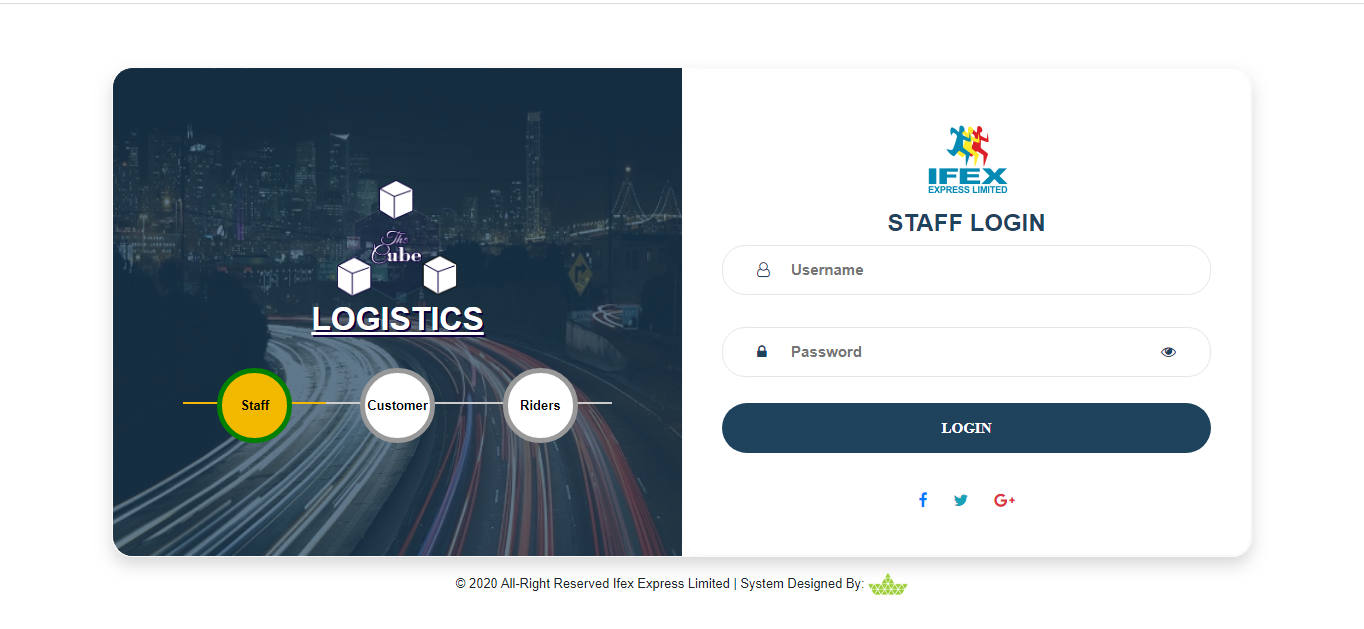 The
Cube
LOGISTICS
Staff
Customer
Riders
IFEX
EXPRESS LIMITED
STAFF LOGIN
Username
Password
LOGIN
G+
© 2020 All-Right Reserved Ifex Express Limited | System Designed By: